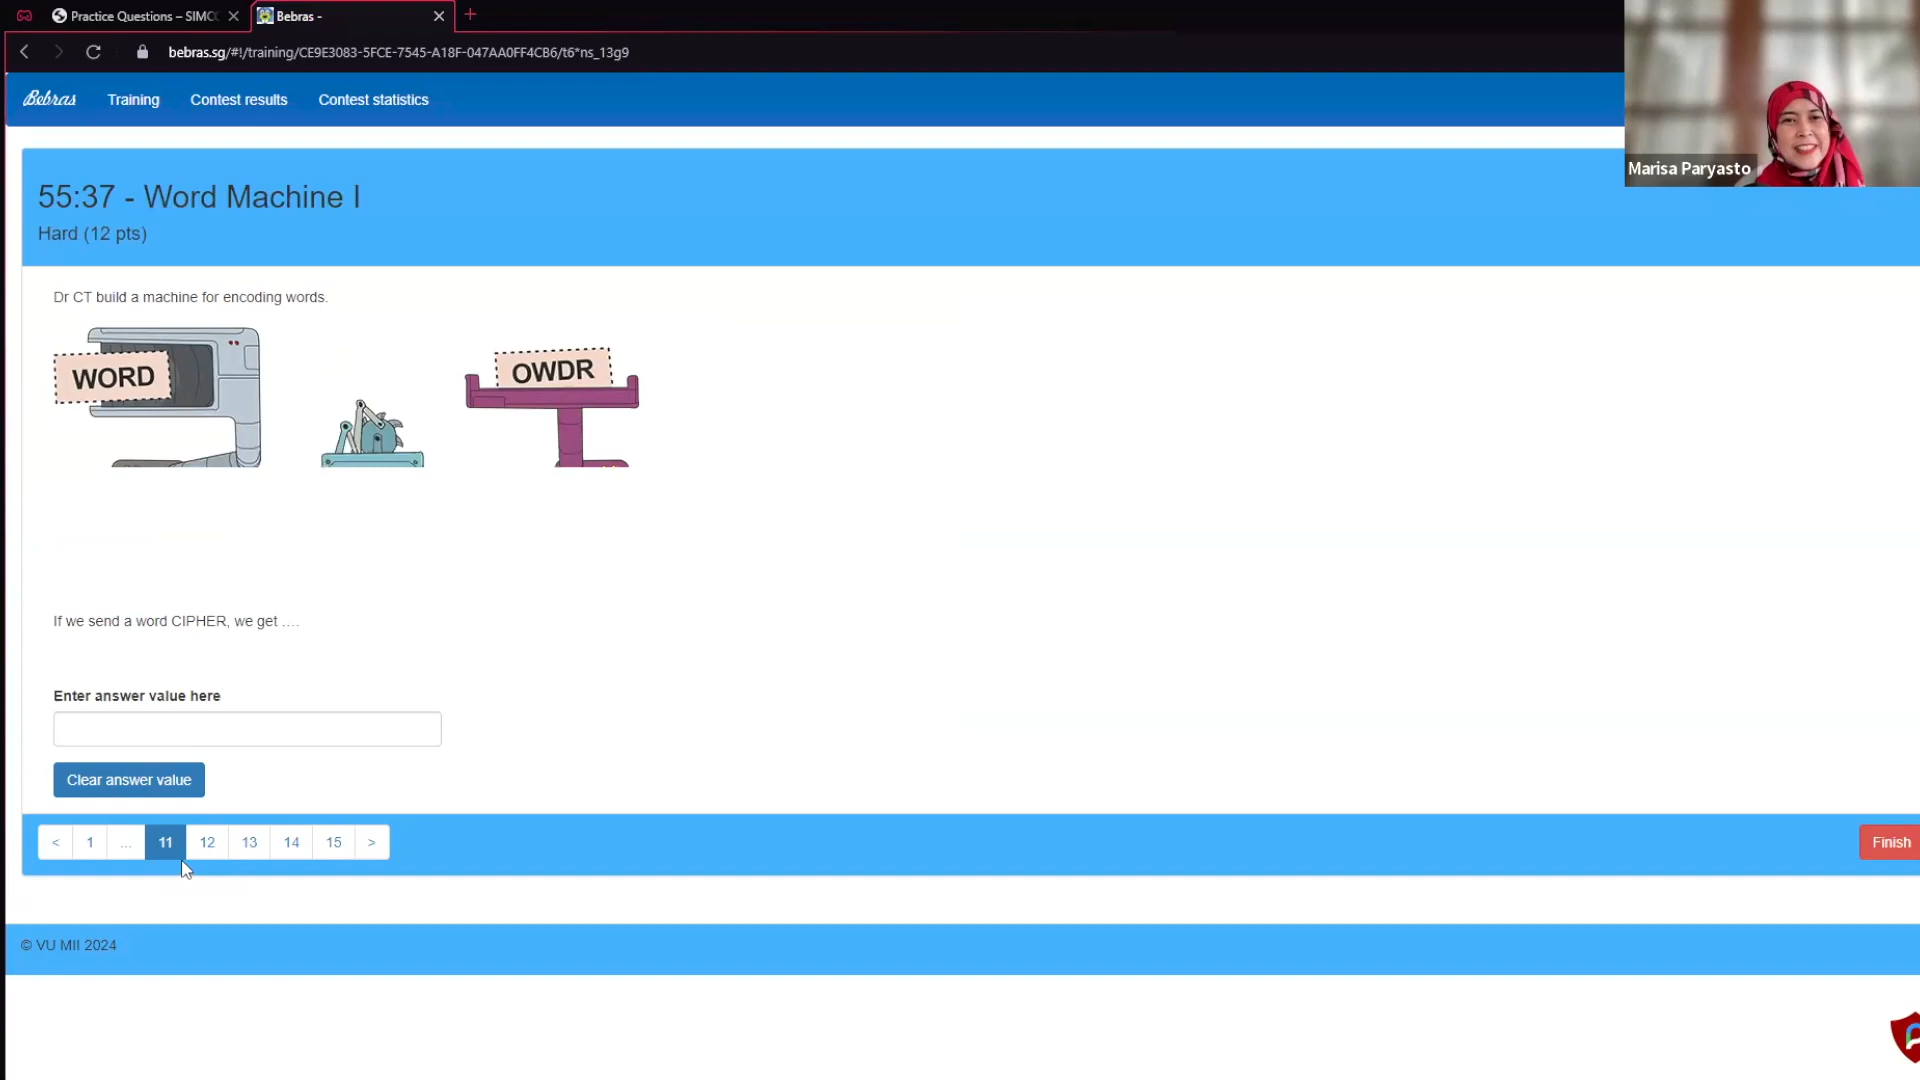 Practice Questions – SIMCC
Bebras -
bebras.sg/#!/training/CE9E3083-5FCE-7545-A18F-047AA0FF4CB6/t6*ns_13g9
Bebras Training Contest results Contest statistics
Marisa Paryasto
55:37 - Word Machine I
Hard (12 pts)
Dr CT build a machine for encoding words.
WORD
OWDR
If we send a word CIPHER, we get ….
Enter answer value here
Clear answer value
< 1 ... 11 12 13 14 15 >
Finish
© VU MII 2024